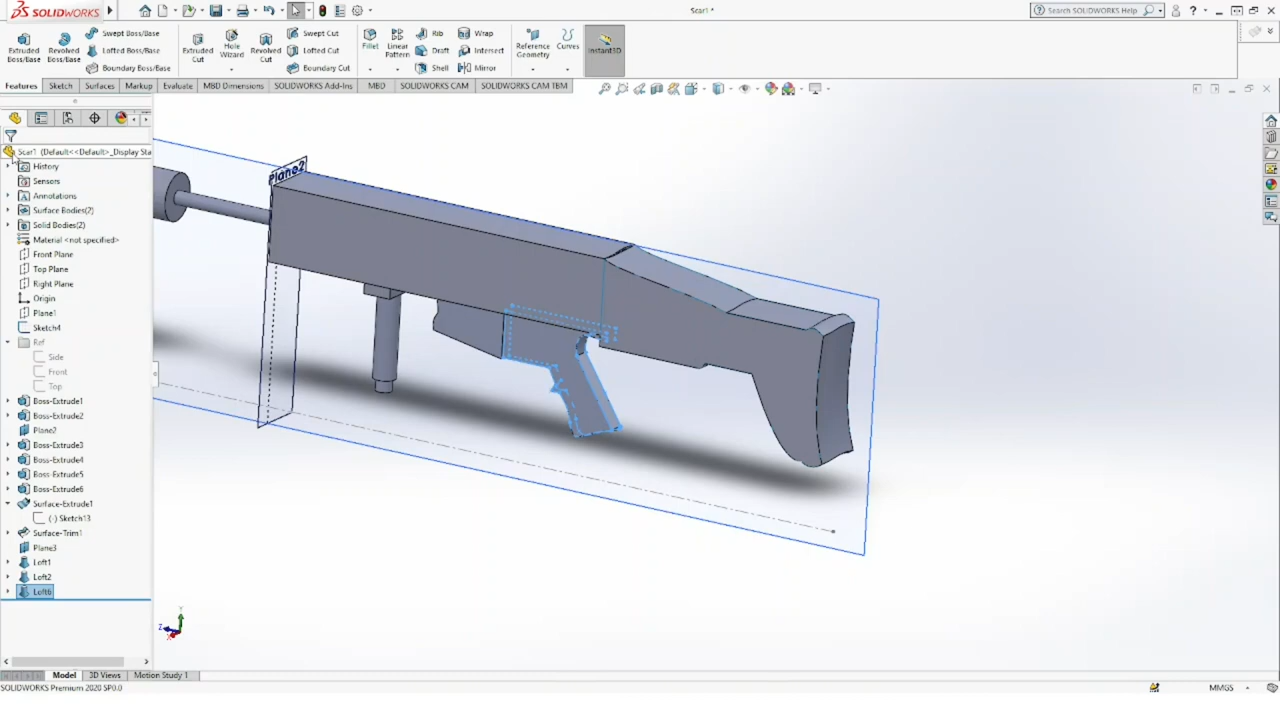 SOLIDWORKS
Scar1 *
Search SOLIDWORKS Help
Extruded Boss/Base
Revolved Boss/Base
Swept Boss/Base
Lofted Boss/Base
Boundary Boss/Base
Extruded Cut
Hole Wizard
Revolved Cut
Swept Cut
Lofted Cut
Boundary Cut
Fillet
Linear Pattern
Rib
Draft
Shell
Wrap
Intersect
Mirror
Reference Geometry
Curves
Instant3D
Features
Sketch
Surfaces
Markup
Evaluate
MBD Dimensions
SOLIDWORKS Add-Ins
MBD
SOLIDWORKS CAM
SOLIDWORKS CAM TBM
Scar1 (Default<<Default>_Display Sta
History
Sensors
Annotations
Surface Bodies(2)
Solid Bodies(2)
Material <not specified>
Front Plane
Top Plane
Right Plane
Origin
Plane1
Sketch4
Ref
Side
Front
Top
Boss-Extrude1
Boss-Extrude2
Plane2
Boss-Extrude3
Boss-Extrude4
Boss-Extrude5
Boss-Extrude6
Surface-Extrude1
(-) Sketch13
Surface-Trim1
Plane3
Loft1
Loft2
Loft6
Plane2
Y
Z
X
Model
3D Views
Motion Study 1
SOLIDWORKS Premium 2020 SP0.0
MMGS